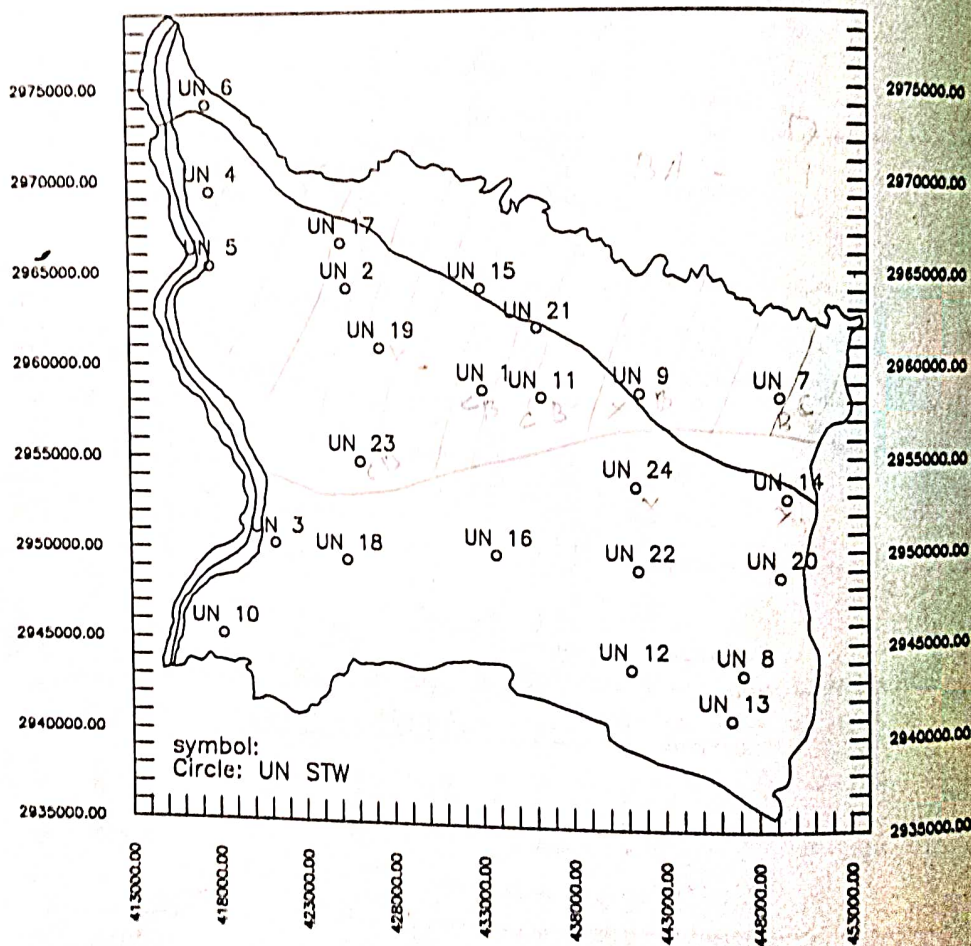 2975000.00
2975000.00
UN 6
2970000.00
2970000.00
UN 4
UN 17
UN 5
2965000.00
2965000.00
UN 2
UN 15
UN 21
UN 19
2960000.00
2960000.00
UN 1
UN 11
UN 9
UN 7
C B
C B
B C
UN 23
2955000.00
2955000.00
UN 24
UN 14
UN 3
2950000.00
2950000.00
UN 18
UN 16
UN 22
UN 20
UN 10
2945000.00
2945000.00
UN 12
UN 8
UN 13
2940000.00
2940000.00
symbol:
Circle: UN STW
2935000.00
2935000.00
413000.00
418000.00
423000.00
428000.00
433000.00
438000.00
443000.00
448000.00
453000.00